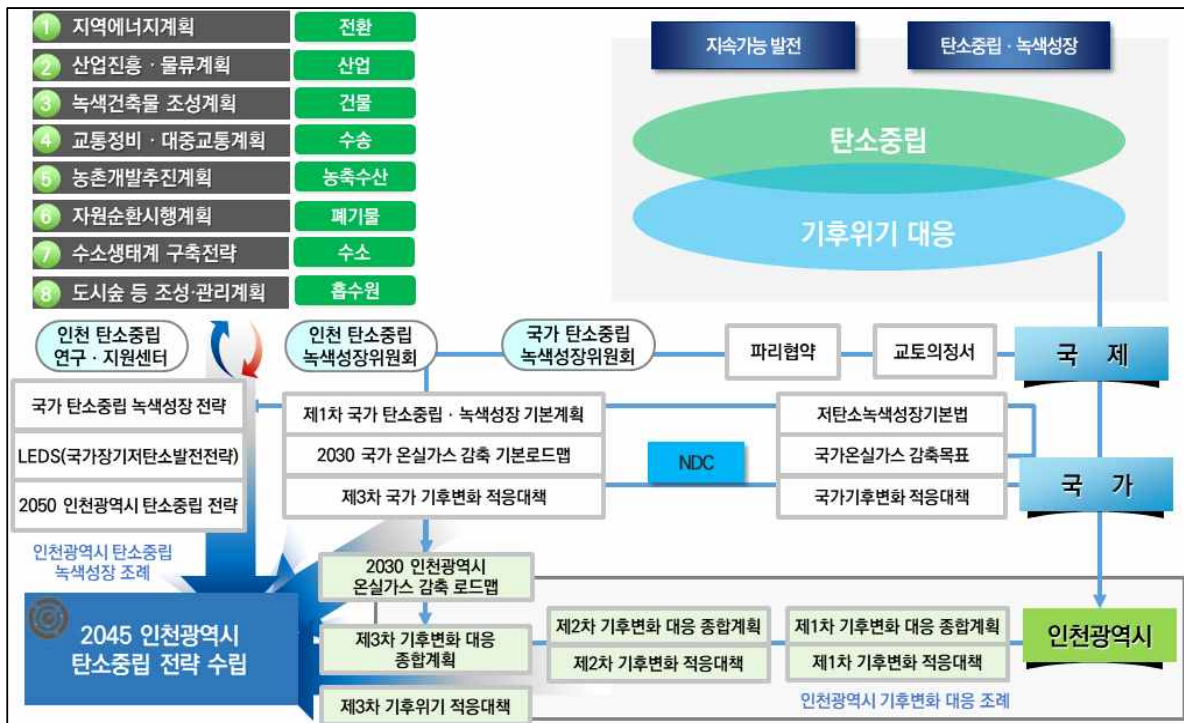 1 지역에너지계획 전환
2 산업진흥 · 물류계획 산업
3 녹색건축물 조성계획 건물
4 교통정비 · 대중교통계획 수송
5 농촌개발추진계획 농축수산
6 자원순환시행계획 폐기물
7 수소생태계 구축전략 수소
8 도시숲 등 조성·관리계획 흡수원
지속가능 발전
탄소중립 · 녹색성장
탄소중립
기후위기 대응
인천 탄소중립
연구 · 지원센터
인천 탄소중립
녹색성장위원회
국가 탄소중립
녹색성장위원회
파리협약
교토의정서
국 제
국가 탄소중립 녹색성장 전략
LEDS(국가장기저탄소발전전략)
2050 인천광역시 탄소중립 전략
제1차 국가 탄소중립 · 녹색성장 기본계획
2030 국가 온실가스 감축 기본로드맵
제3차 국가 기후변화 적응대책
NDC
저탄소녹색성장기본법
국가온실가스 감축목표
국가기후변화 적응대책
국 가
인천광역시 탄소중립
녹색성장 조례
2045 인천광역시
탄소중립 전략 수립
2030 인천광역시
온실가스 감축 로드맵
제3차 기후변화 대응
종합계획
제3차 기후위기 적응대책
제2차 기후변화 대응 종합계획
제2차 기후변화 적응대책
제1차 기후변화 대응 종합계획
제1차 기후변화 적응대책
인천광역시
인천광역시 기후변화 대응 조례